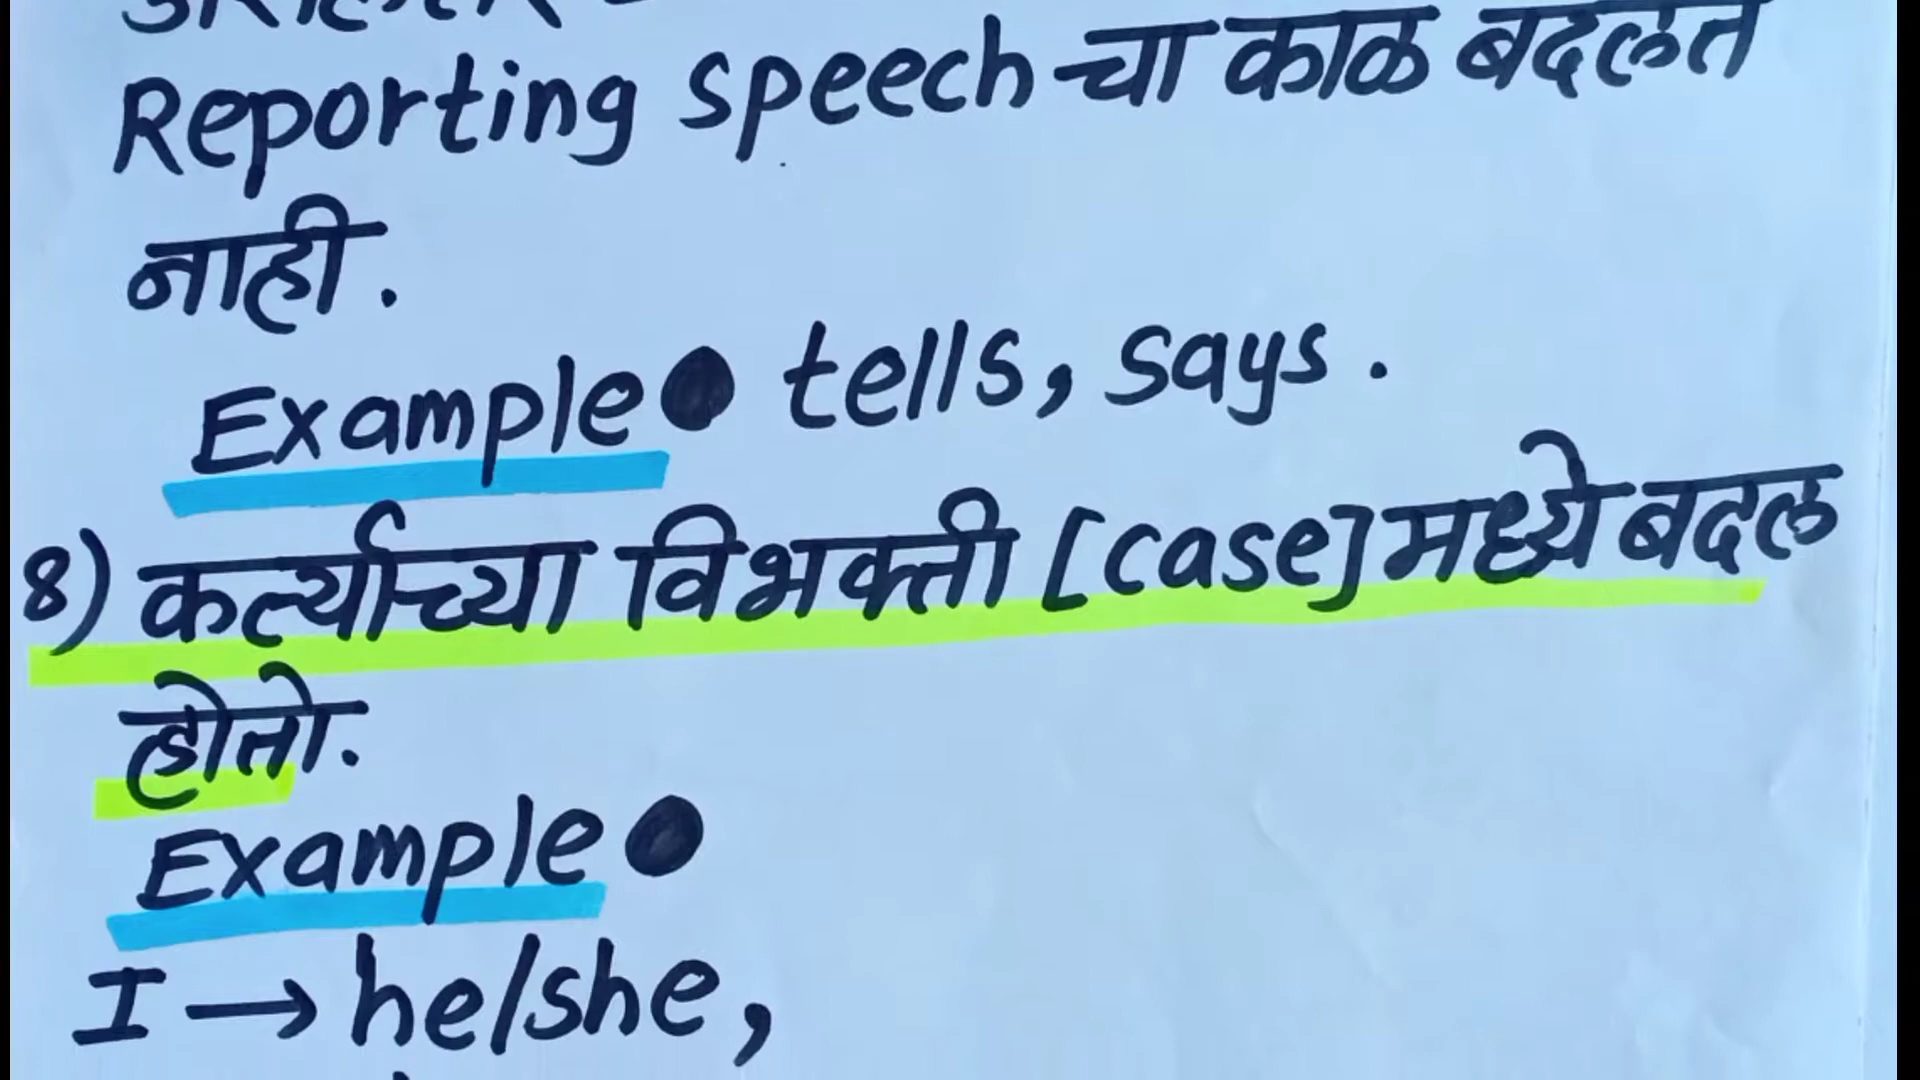 Reporting speech चा काळ बदलत
नाही.
Example● tells, says.
8) कर्त्याच्या विभक्ती [case] मध्ये बदल
होतो.
Example●
I → he/she,